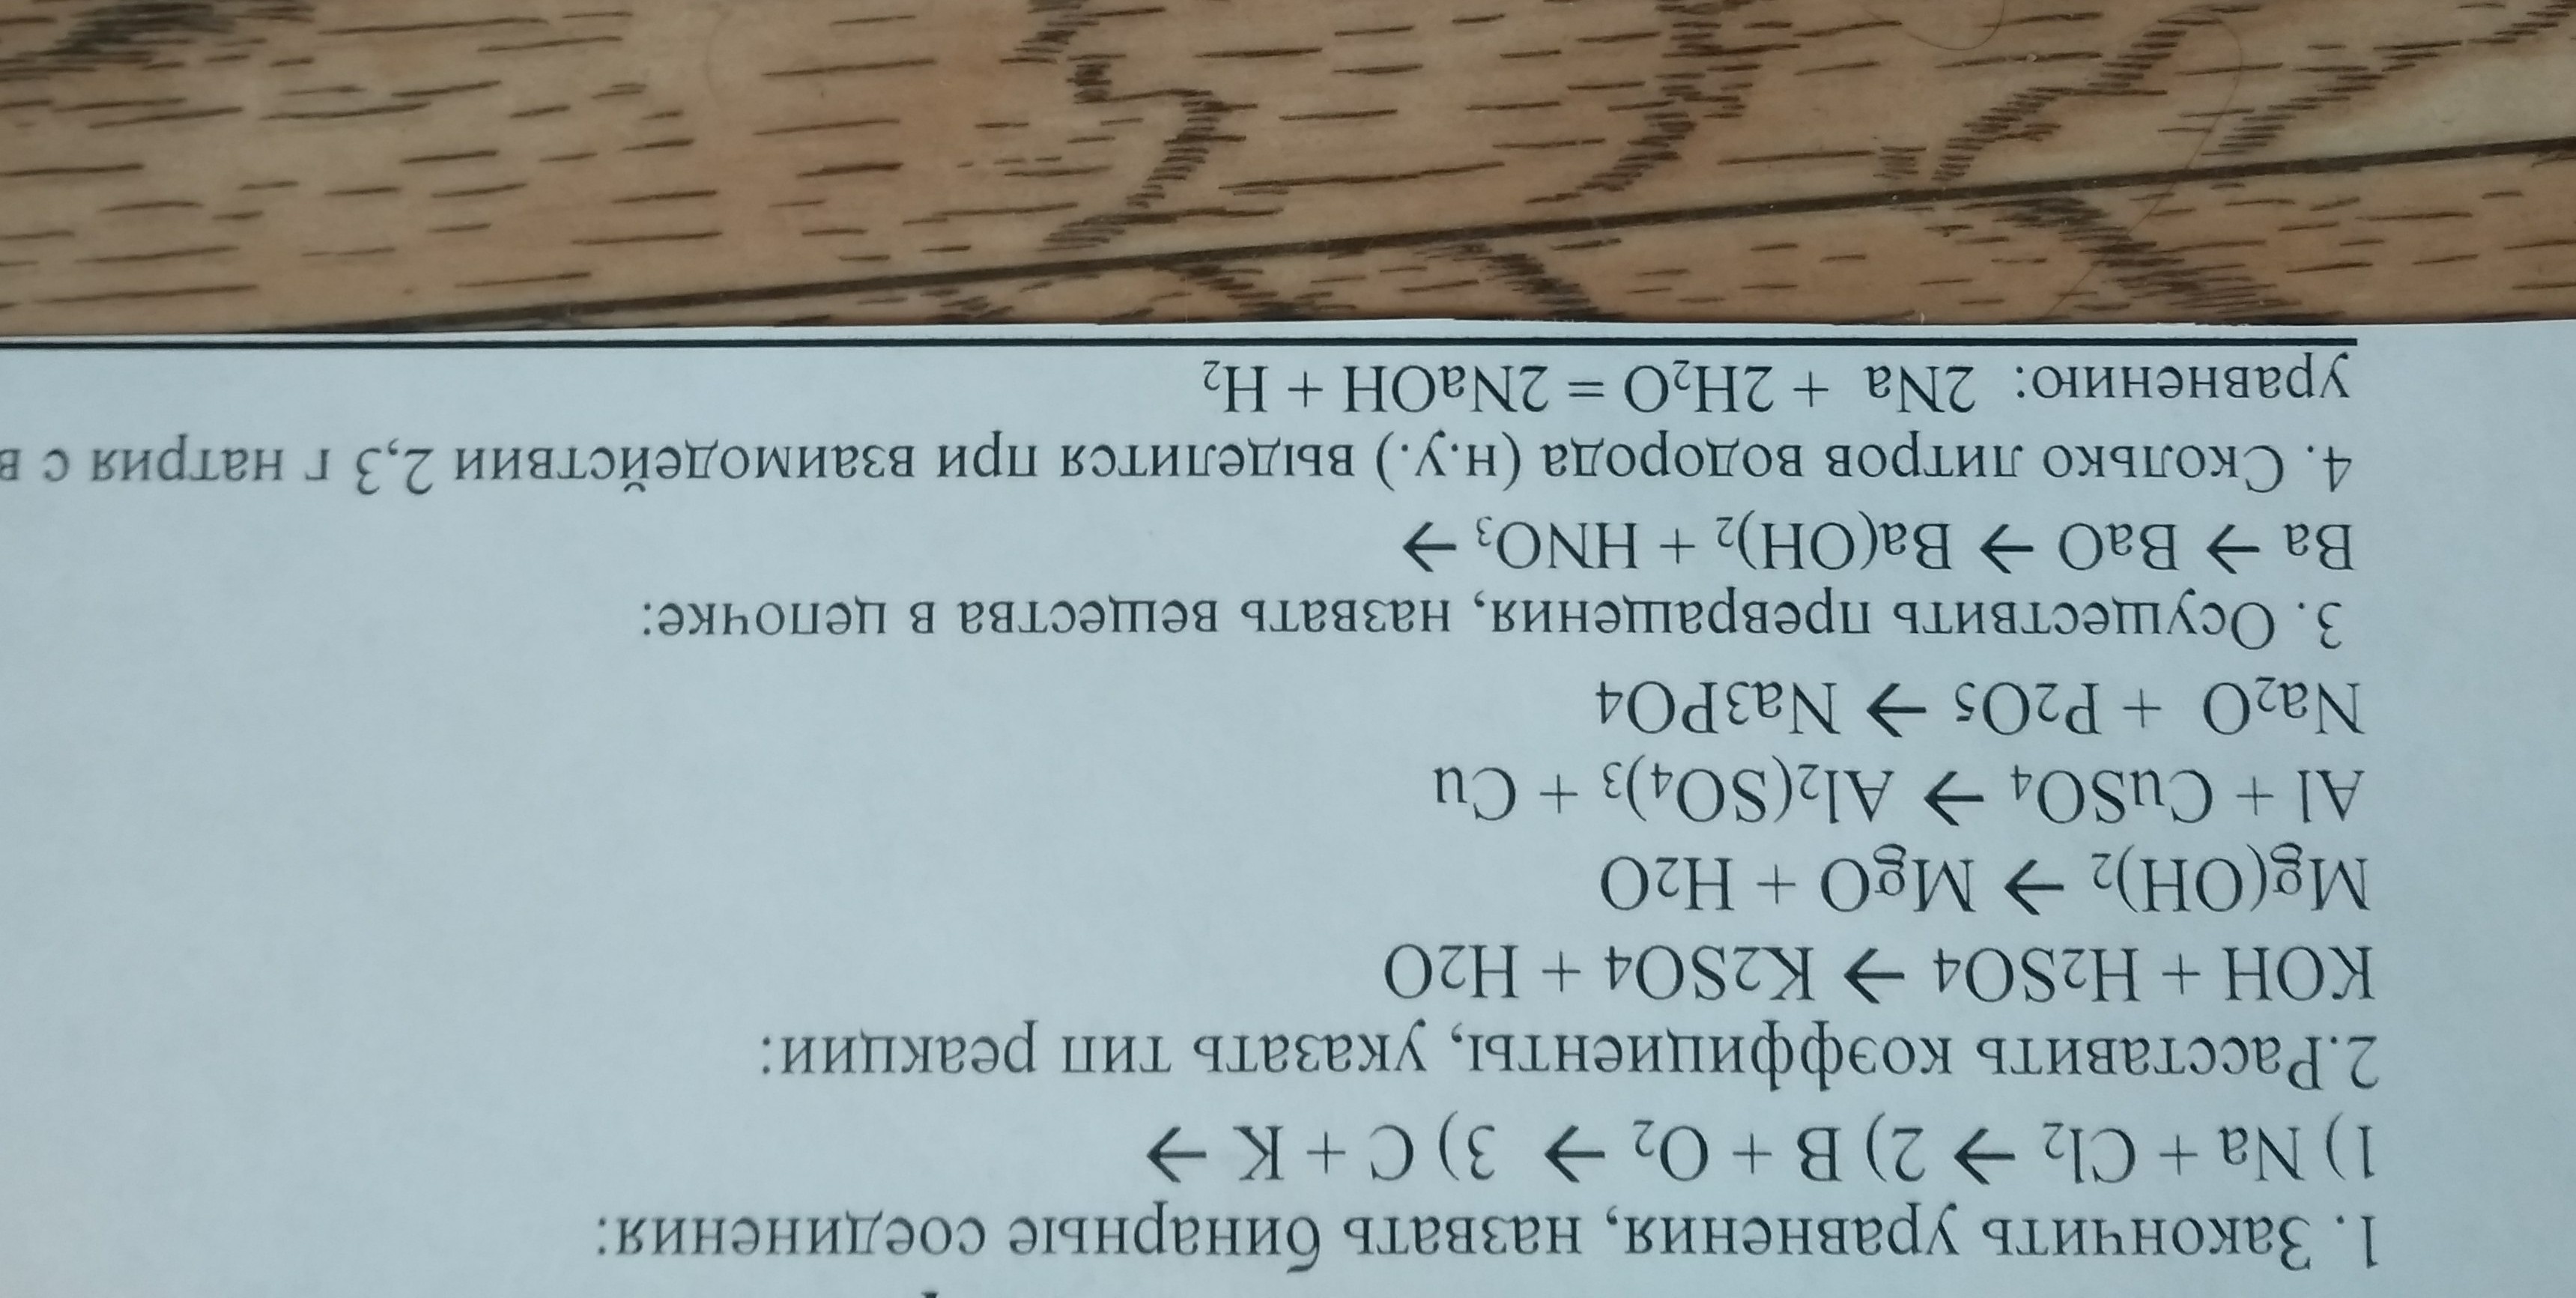 1. Закончить уравнения, назвать бинарные соединения:
1) Na + Cl₂ → 2) B + O₂ → 3) C + K →
2.Расставить коэффициенты, указать тип реакции:
KOH + H2SO4 → K2SO4 + H2O
Mg(OH)2 → MgO + H2O
Al + CuSO4 → Al2(SO4)3 + Cu
Na2O + P2O5 → Na3PO4
3. Осуществить превращения, назвать вещества в цепочке:
Ba → BaO → Ba(OH)₂ + HNO₃ →
4. Сколько литров водорода (н.у.) выделится при взаимодействии 2,3 г натрия с
уравнению: 2Na + 2H₂O = 2NaOH + H₂